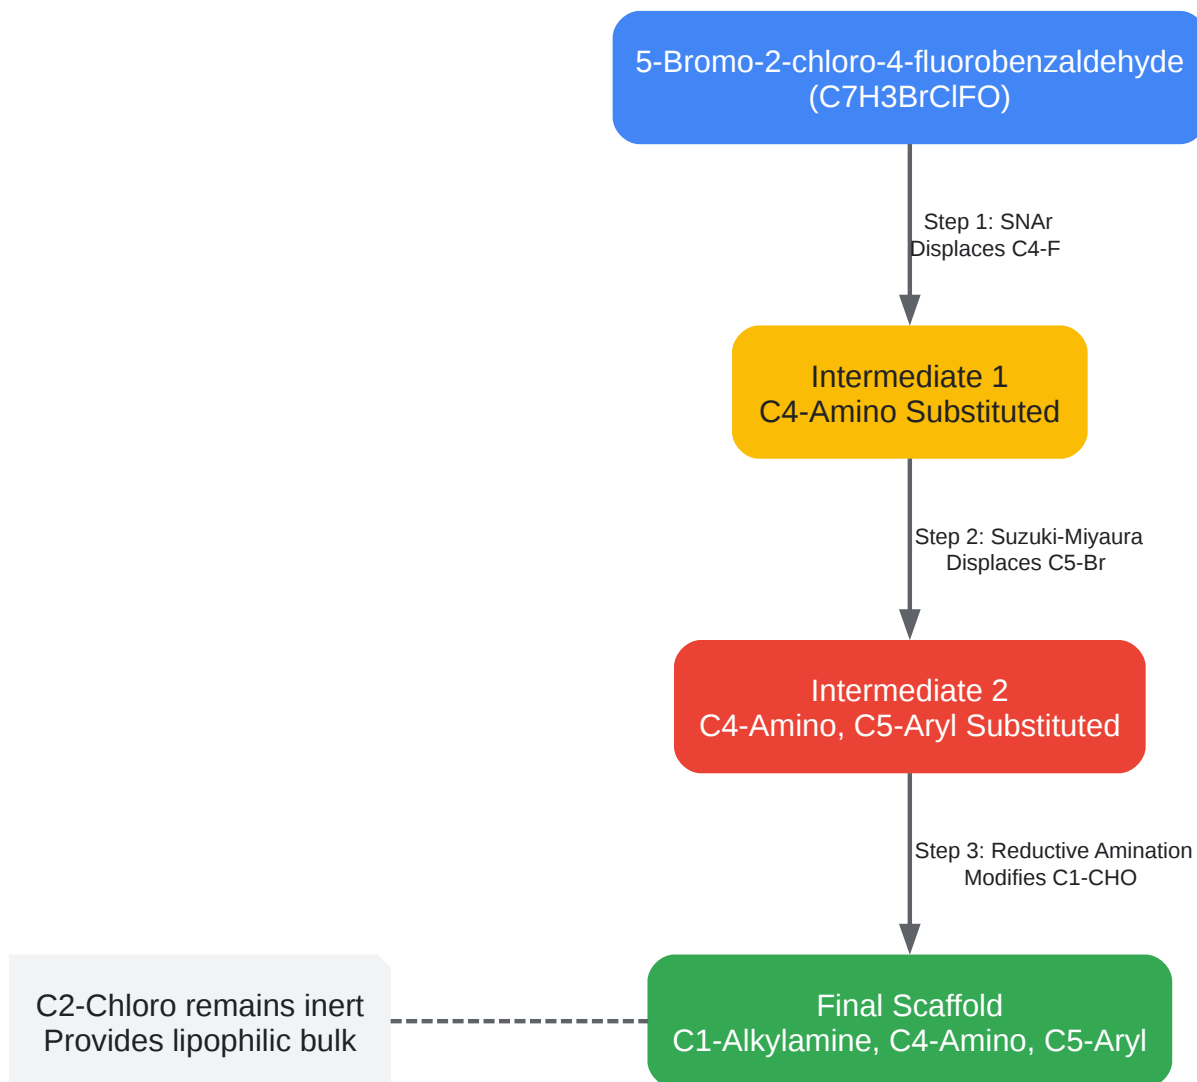 5-Bromo-2-chloro-4-fluorobenzaldehyde
(C7H3BrClFO)
Step 1: SNAr
Displaces C4-F
Intermediate 1
C4-Amino Substituted
Step 2: Suzuki-Miyaura
Displaces C5-Br
Intermediate 2
C4-Amino, C5-Aryl Substituted
Step 3: Reductive Amination
Modifies C1-CHO
C2-Chloro remains inert
Provides lipophilic bulk
Final Scaffold
C1-Alkylamine, C4-Amino, C5-Aryl